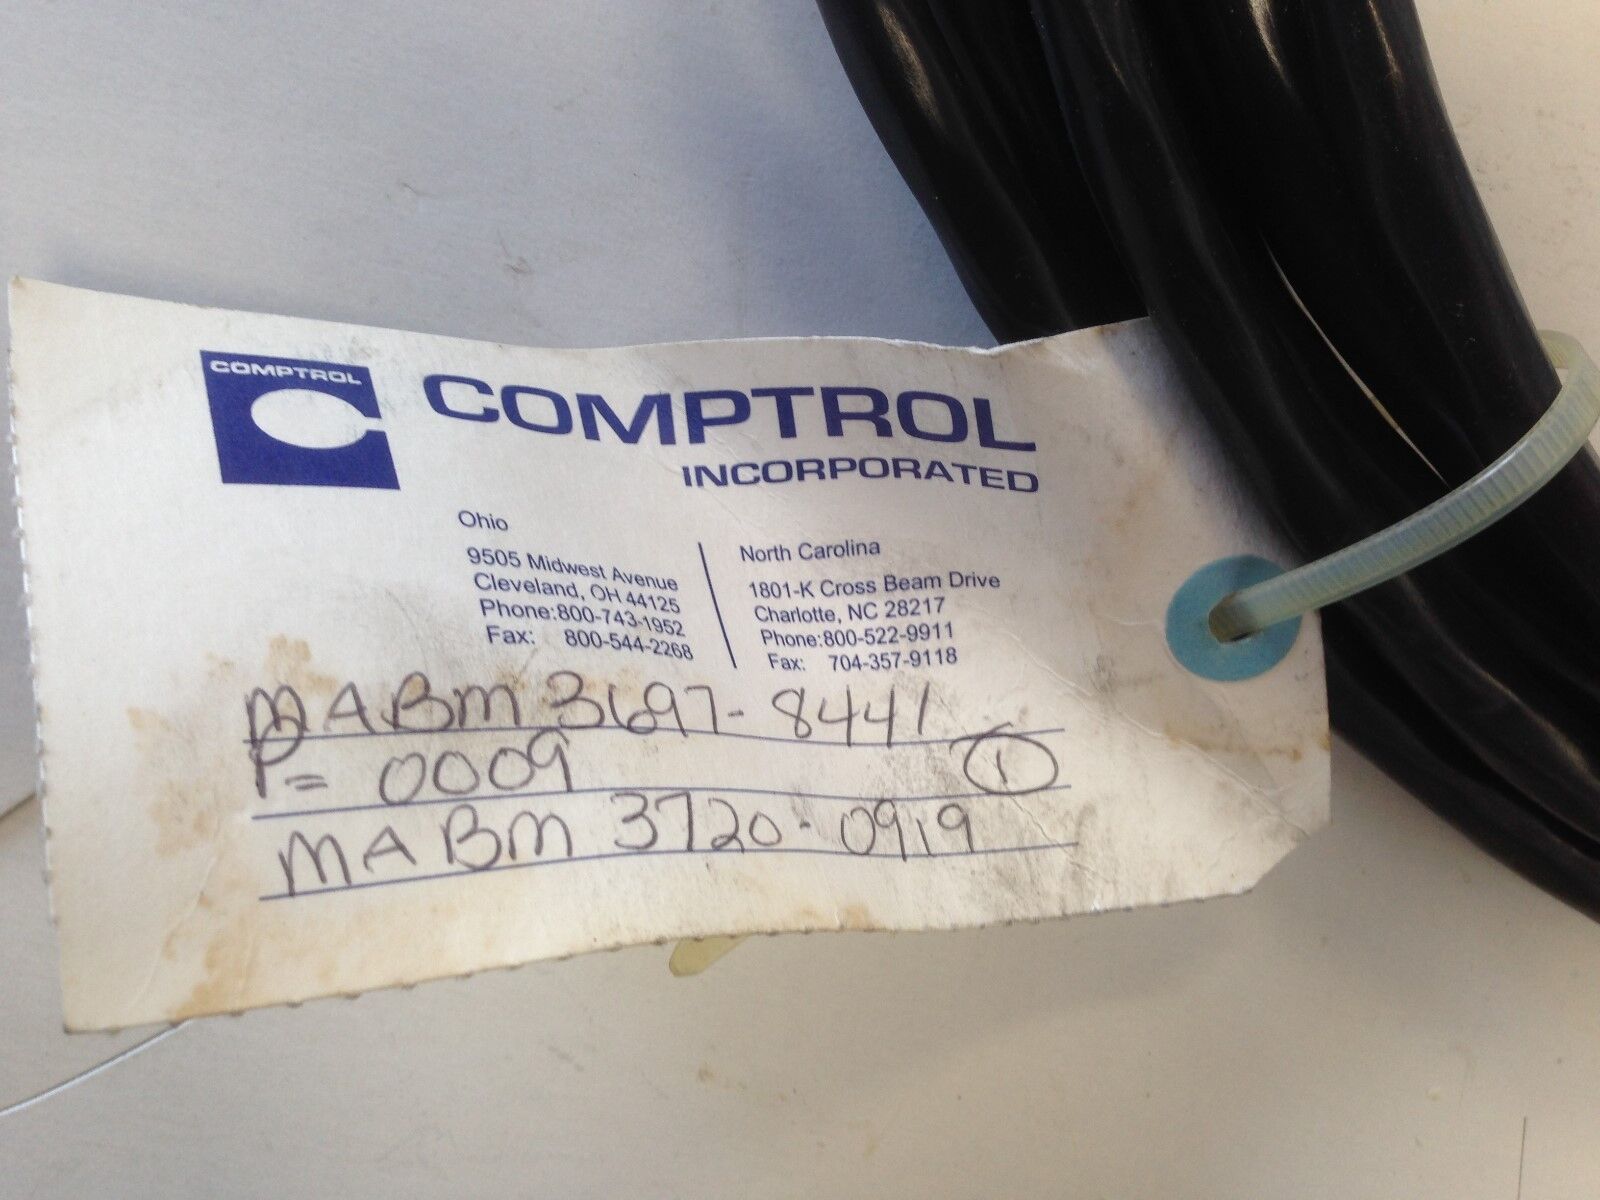 COMPTROL
COMPTROL
INCORPORATED
Ohio
9505 Midwest Avenue
Cleveland, OH 44125
Phone:800-743-1952
Fax: 800-544-2268
North Carolina
1801-K Cross Beam Drive
Charlotte, NC 28217
Phone:800-522-9911
Fax: 704-357-9118
MABM 3697-8441
P=0009 1
MABM 3720-0919